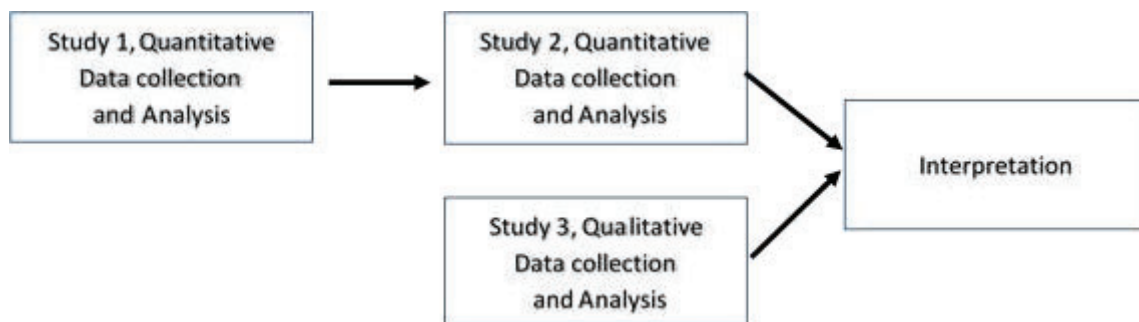 Study 1, Quantitative
Data collection
and Analysis
Study 2, Quantitative
Data collection
and Analysis
Interpretation
Study 3, Qualitative
Data collection
and Analysis